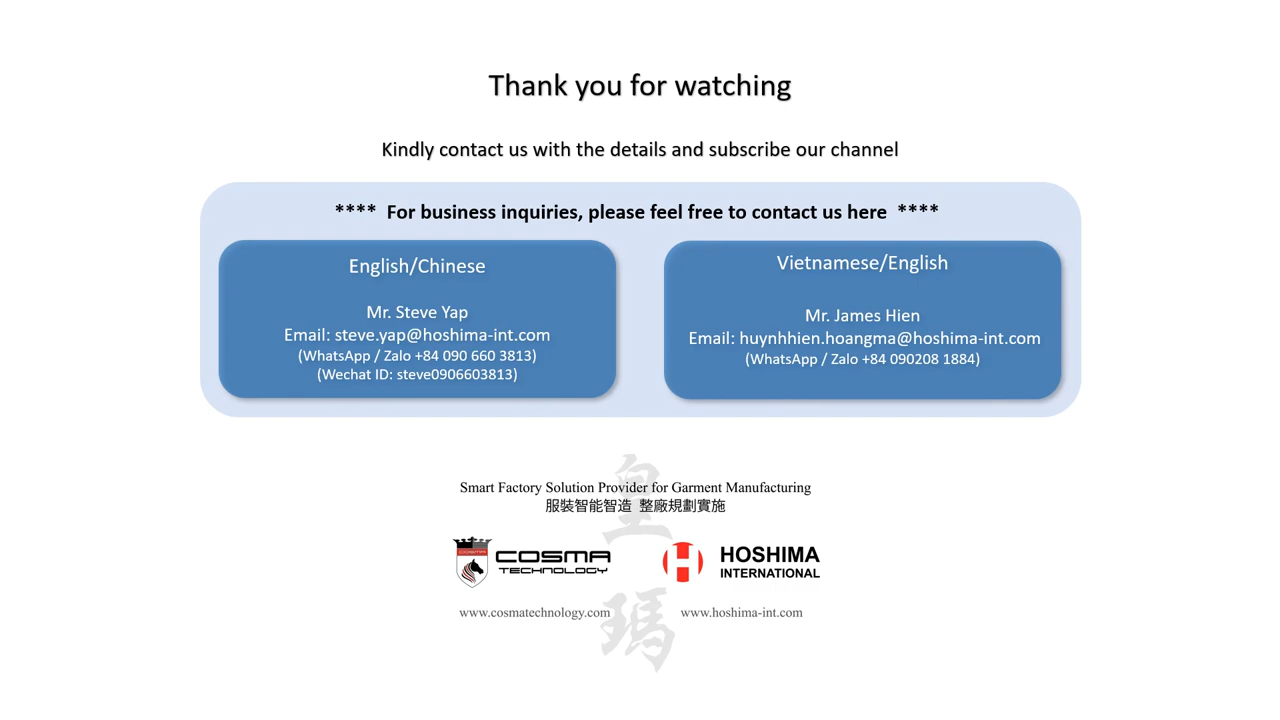 Thank you for watching
Kindly contact us with the details and subscribe our channel
**** For business inquiries, please feel free to contact us here ****
English/Chinese
Mr. Steve Yap
Email: steve.yap@hoshima-int.com
(WhatsApp / Zalo +84 090 660 3813)
(Wechat ID: steve0906603813)
Vietnamese/English
Mr. James Hien
Email: huynhhien.hoangma@hoshima-int.com
(WhatsApp / Zalo +84 090208 1884)
皇
瑪
Smart Factory Solution Provider for Garment Manufacturing
服裝智能智造 整廠規劃實施
COSMA
TECHNOLOGY
HOSHIMA
INTERNATIONAL
www.cosmatechnology.com
www.hoshima-int.com